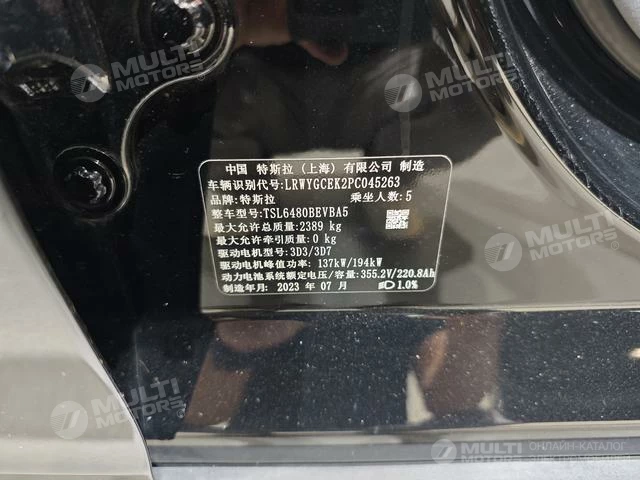 MULTI
MOTORS®
MULTI
MOTORS®
中国 特斯拉（上海）有限公司 制造
车辆识别代号:LRWYGCEK2PC045263
品牌:特斯拉 乘坐人数:5
整车型号:TSL6480BEVBA5
最大允许总质量:2389 kg
最大允许牵引质量:0 kg
驱动电机型号:3D3/3D7
驱动电机峰值功率:137kW/194kW
动力电池系统额定电压/容量:355.2V/220.8Ah
制造年月:2023 年 07 月 1.0%
MULTI
MOTORS®
MULTI
MOTORS®
MULTI
MOTORS
ОНЛАЙН-КАТАЛОГ